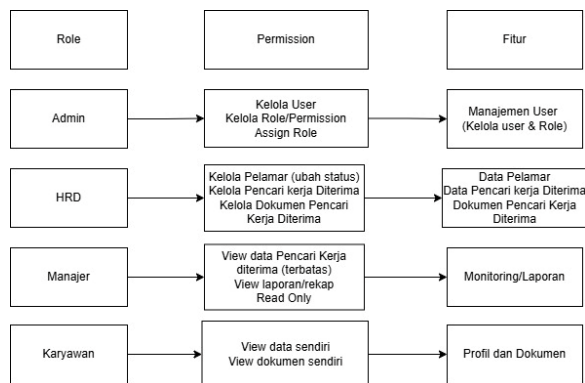 Role
Permission
Fitur
Admin
Kelola User
Kelola Role/Permission
Assign Role
Manajemen User
(Kelola user & Role)
HRD
Kelola Pelamar (ubah status)
Kelola Pencari kerja Diterima
Kelola Dokumen Pencari
Kerja Diterima
Data Pelamar
Data Pencari kerja Diterima
Dokumen Pencari Kerja
Diterima
Manajer
View data Pencari Kerja
diterima (terbatas)
View laporan/rekap
Read Only
Monitoring/Laporan
Karyawan
View data sendiri
View dokumen sendiri
Profil dan Dokumen